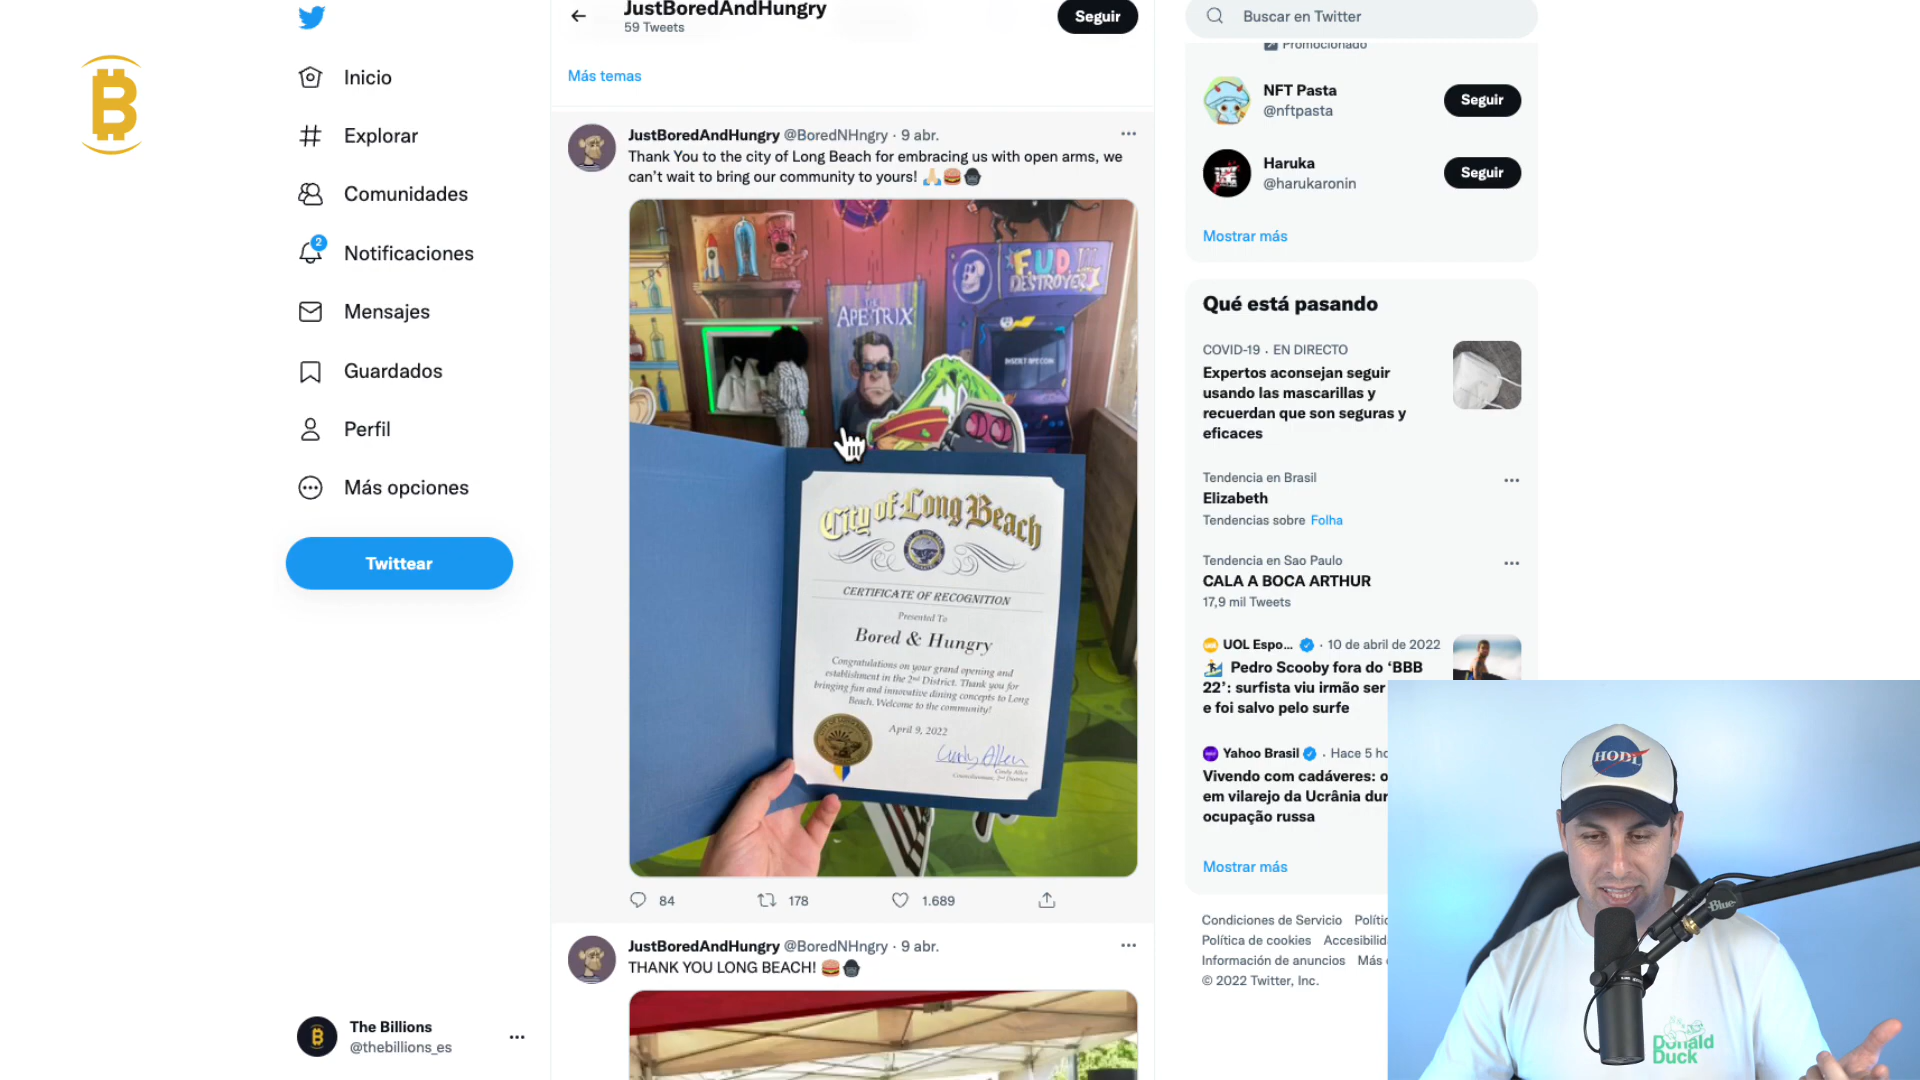 JustBoredAndHungry
59 Tweets
Seguir
Buscar en Twitter
Inicio
Explorar
Comunidades
2
Notificaciones
Mensajes
Guardados
Perfil
Más opciones
Twittear
The Billions
@thebillions_es
Más temas
JustBoredAndHungry @BoredNHngry · 9 abr.
Thank You to the city of Long Beach for embracing us with open arms, we
can't wait to bring our community to yours! 🙏🏻🍔
FUD
DESTROYER
APETRIX
INSERT APECOIN
City of Long Beach
CERTIFICATE OF RECOGNITION
Presented To
Bored & Hungry
Congratulations on your grand opening and
establishment in the 2nd District. Thank you for
bringing fun and innovative dining concepts to Long
Beach. Welcome to the community!
April 9, 2022
Cindy Allen
Councilwoman, 2nd District
84
178
1.689
JustBoredAndHungry @BoredNHngry · 9 abr.
THANK YOU LONG BEACH! 🍔
Promocionado
NFT Pasta
@nftpasta
Seguir
Haruka
@harukaronin
Seguir
Mostrar más
Qué está pasando
COVID-19 · EN DIRECTO
Expertos aconsejan seguir
usando las mascarillas y
recuerdan que son seguras y
eficaces
Tendencia en Brasil
Elizabeth
Tendencias sobre Folha
Tendencia en Sao Paulo
CALA A BOCA ARTHUR
17,9 mil Tweets
UOL Espo... · 10 de abril de 2022
🏄 Pedro Scooby fora do ‘BBB
22’: surfista viu irmão ser
e foi salvo pelo surfe
Yahoo Brasil · Hace 5 ho
Vivendo com cadáveres: o
em vilarejo da Ucrânia dur
ocupação russa
Mostrar más
Condiciones de Servicio Políti
Política de cookies Accesibilid
Información de anuncios Más
© 2022 Twitter, Inc.
HODL
Blue
Donald
Duck